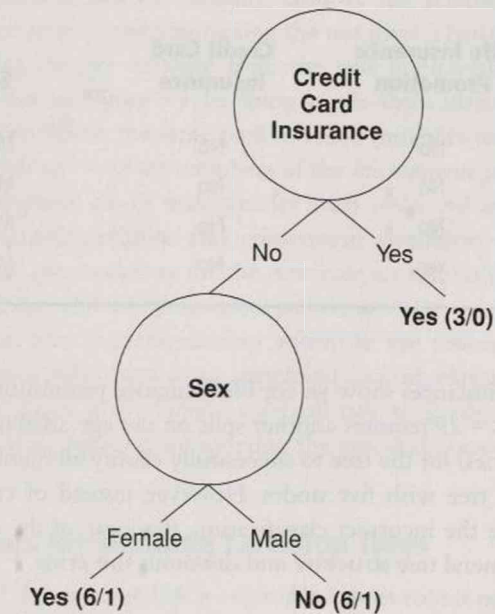 Credit
Card
Insurance
No
Yes
Yes (3/0)
Sex
Female
Male
Yes (6/1)
No (6/1)